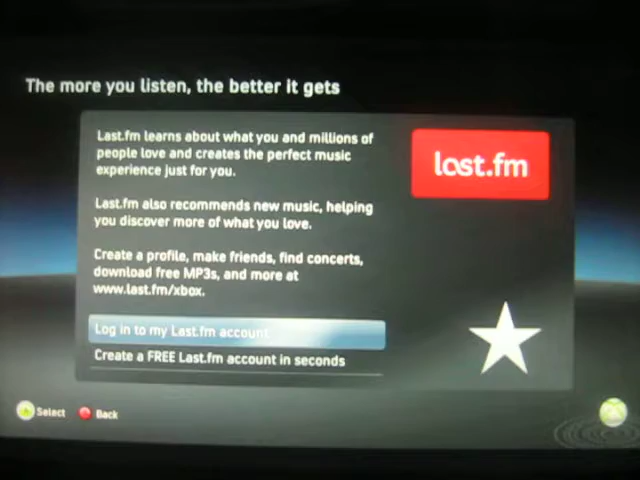 The more you listen, the better it gets
Last.fm learns about what you and millions of
people love and creates the perfect music
experience just for you.
last.fm
Last.fm also recommends new music, helping
you discover more of what you love.
Create a profile, make friends, find concerts,
download free MP3s, and more at
www.last.fm/xbox.
Log in to my Last.fm account
Create a FREE Last.fm account in seconds
Select
Back